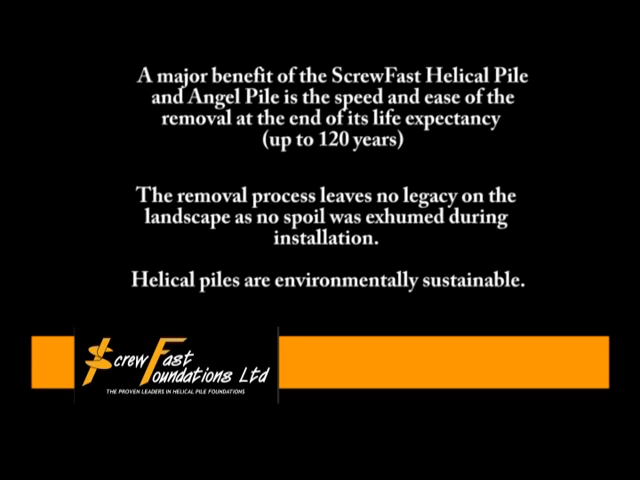 A major benefit of the ScrewFast Helical Pile
and Angel Pile is the speed and ease of the
removal at the end of its life expectancy
(up to 120 years)
The removal process leaves no legacy on the
landscape as no spoil was exhumed during
installation.
Helical piles are environmentally sustainable.
Screw Fast
Foundations Ltd
THE PROVEN LEADERS IN HELICAL PILE FOUNDATIONS